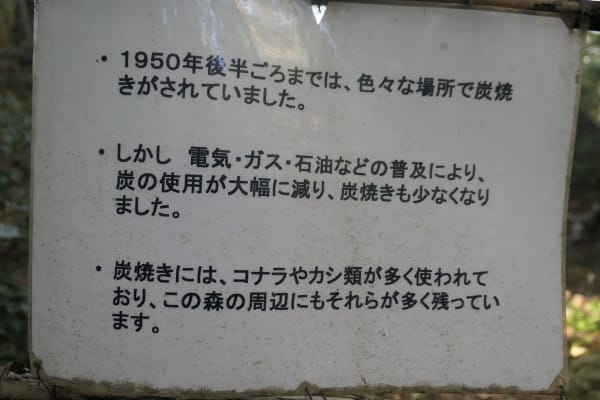 ・1950年後半ごろまでは、色々な場所で炭焼
きがされていました。
・しかし　電気・ガス・石油などの普及により、
炭の使用が大幅に減り、炭焼きも少なくなり
ました。
・炭焼きには、コナラやカシ類が多く使われて
おり、この森の周辺にもそれらが多く残ってい
ます。